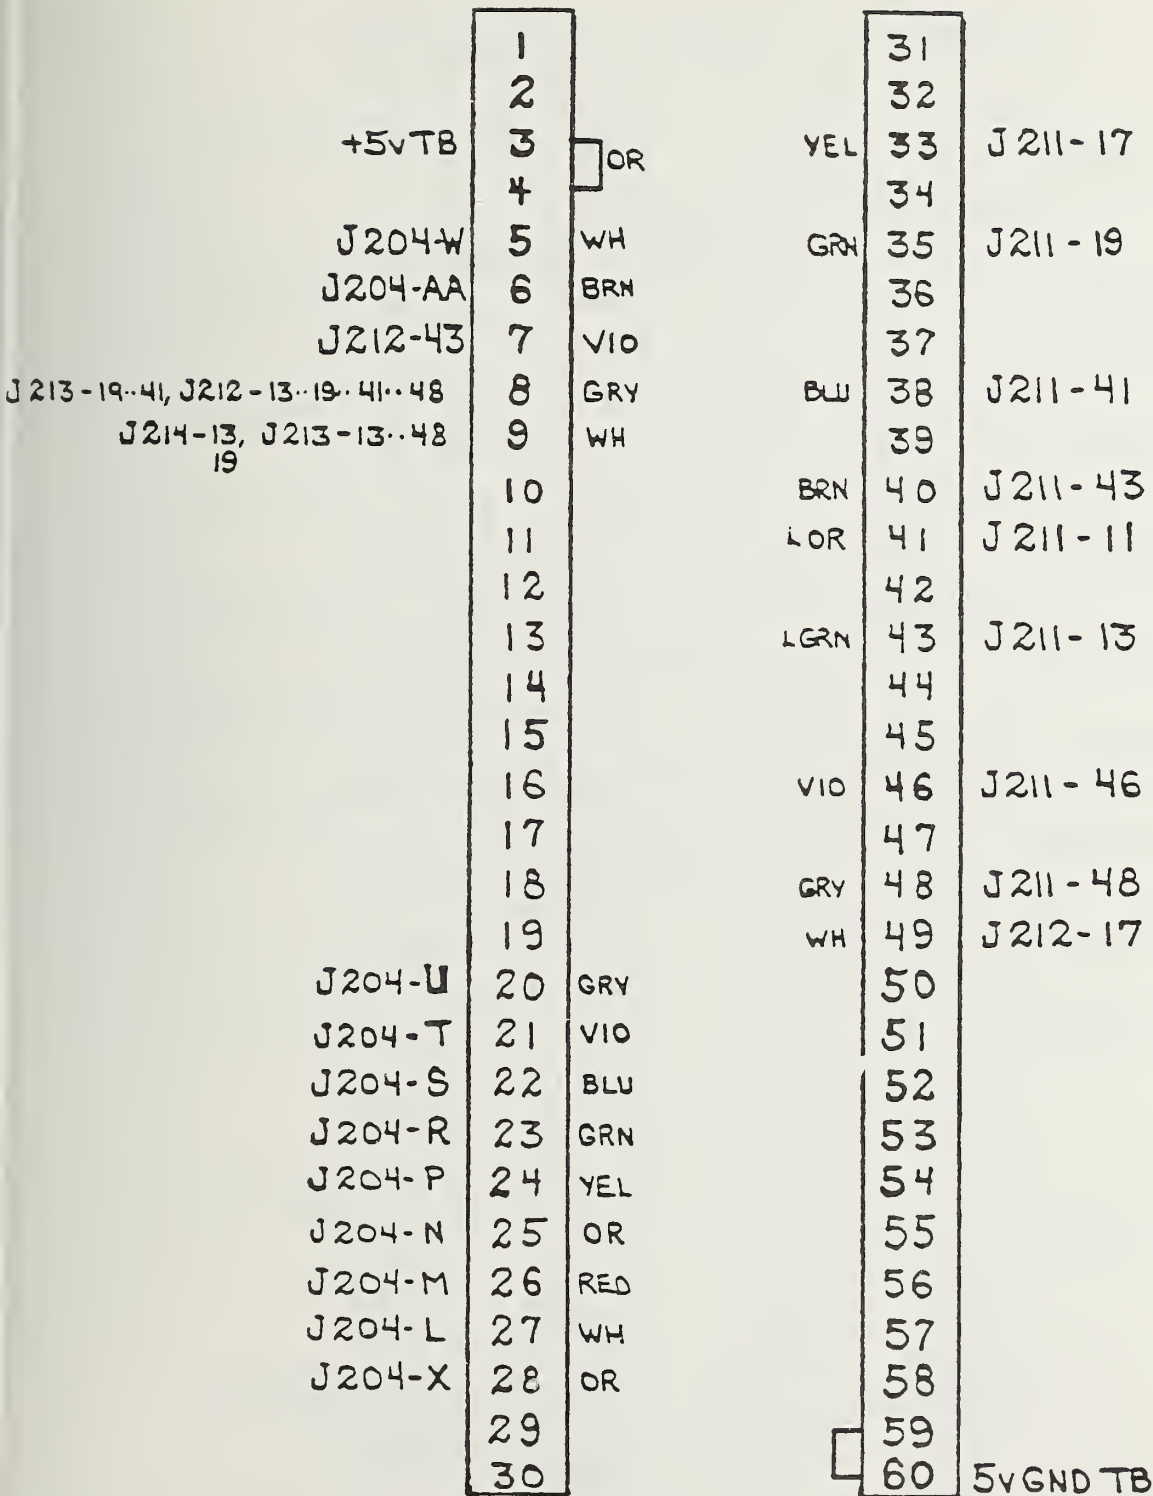 1
2
+5V TB 3 OR
4
J204-W 5 WH
J204-AA 6 BRN
J212-43 7 VIO
J213-19..41, J212-13..19..41..48 8 GRY
J214-13, J213-13..48 9 WH
19
10
11
12
13
14
15
16
17
18
19
J204-U 20 GRY
J204-T 21 VIO
J204-S 22 BLU
J204-R 23 GRN
J204-P 24 YEL
J204-N 25 OR
J204-M 26 RED
J204-L 27 WH
J204-X 28 OR
29
30
31
32
YEL 33 J211-17
34
GRN 35 J211-19
36
37
BLU 38 J211-41
39
BRN 40 J211-43
LOR 41 J211-11
42
LGRN 43 J211-13
44
45
VIO 46 J211-46
47
GRY 48 J211-48
WH 49 J212-17
50
51
52
53
54
55
56
57
58
59
60 5V GND TB